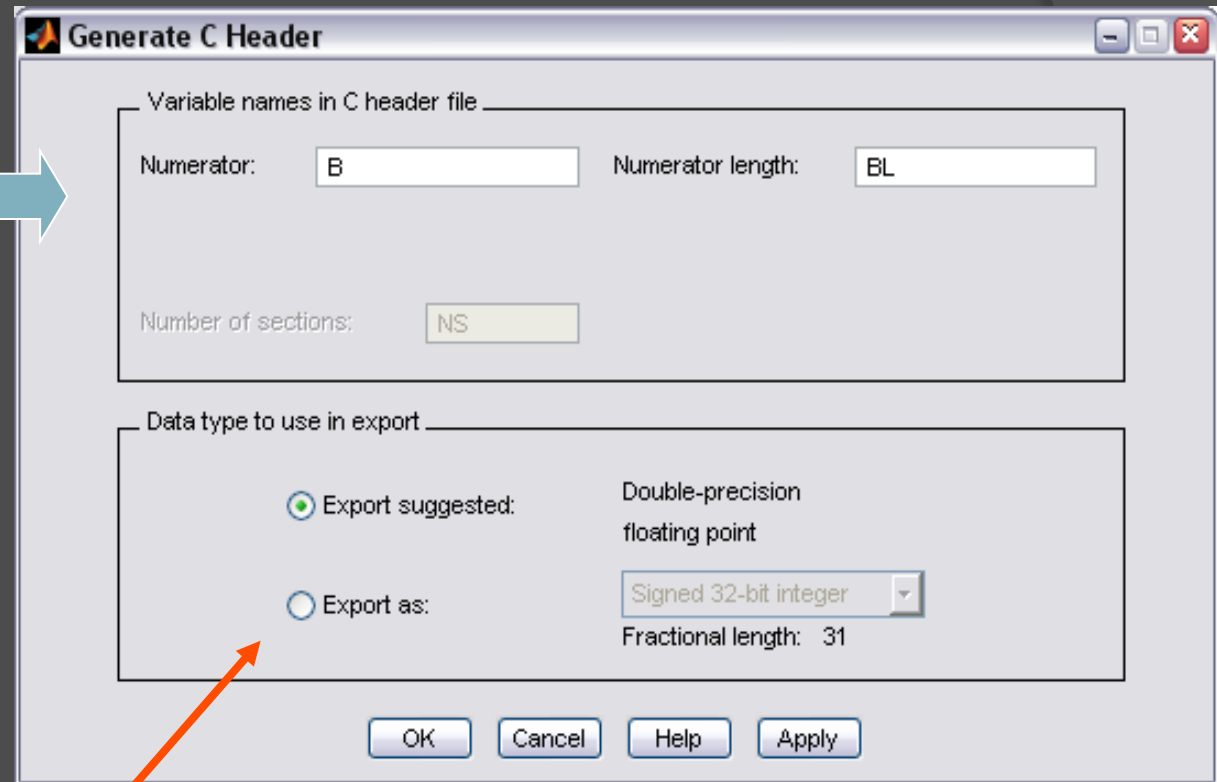 Generate C Header
Variable names in C header file
Numerator: B Numerator length: BL
Number of sections: NS
Data type to use in export
Export suggested: Double-precision
floating point
Export as: Signed 32-bit integer
Fractional length: 31
OK Cancel Help Apply